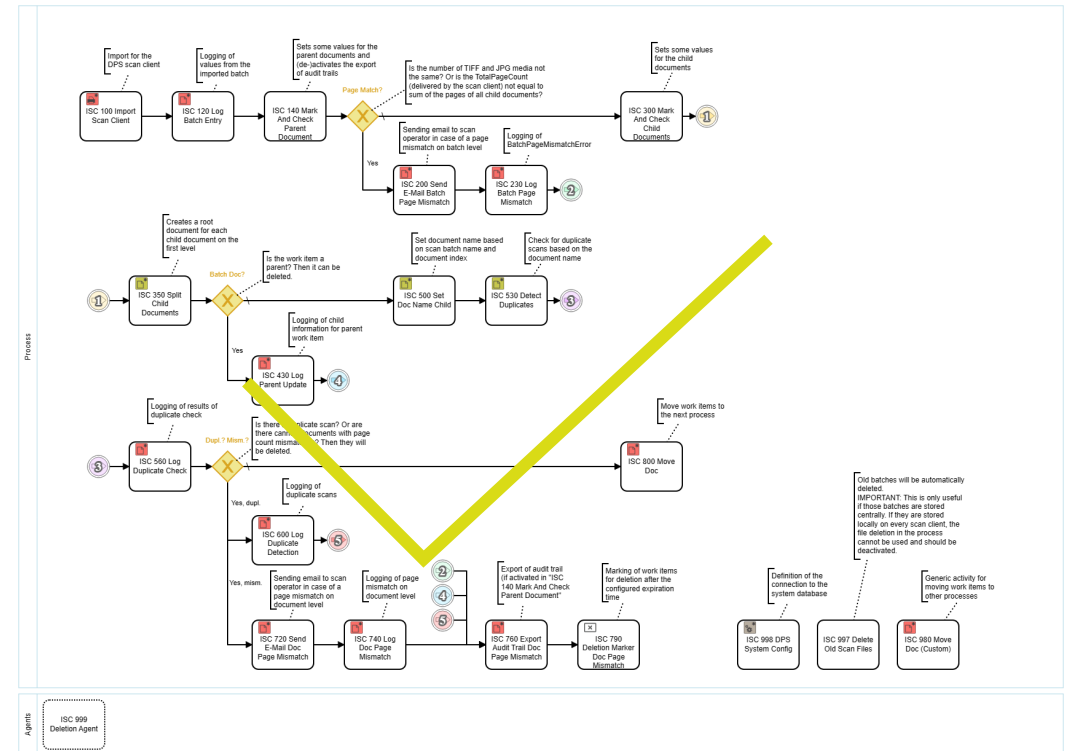 Process
Import for the
DPS scan client
ISC 100 Import
Scan Client
Logging of
values from the
imported batch
ISC 120 Log
Batch Entry
Sets some values for the
parent documents and
(de-)activates the export
of audit trails
ISC 140 Mark
And Check
Parent
Document
Page Match?
X
Is the number of TIFF and JPG media not
the same? Or is the TotalPageCount
(delivered by the scan client) not equal to
sum of the pages of all child documents?
Sets some values
for the child
documents
ISC 300 Mark
And Check
Child
Documents
1
Yes
Sending email to scan
operator in case of a page
mismatch on batch level
ISC 200 Send
E-Mail Batch
Page Mismatch
Logging of
BatchPageMismatchError
ISC 230 Log
Batch Page
Mismatch
2
1
Creates a root
document for each
child document on the
first level
ISC 350 Split
Child
Documents
Batch Doc?
X
Is the work item a
parent? Then it can be
deleted.
Set document name based
on scan batch name and
document index
ISC 500 Set
Doc Name Child
Check for duplicate
scans based on the
document name
ISC 530 Detect
Duplicates
3
Yes
Logging of child
information for parent
work item
ISC 430 Log
Parent Update
4
3
Logging of results of
duplicate check
ISC 560 Log
Duplicate Check
Dupl.? Mism.?
X
Is there
plicate scan? Or are
there
documents with page
count
Then they will
be deleted.
Move work items to
the next process
ISC 800 Move
Doc
Yes, dupl.
Logging of
duplicate scans
ISC 600 Log
Duplicate
Detection
5
Yes, mism.
Sending email to scan
operator in case of a
page mismatch on
document level
ISC 720 Send
E-Mail Doc
Page Mismatch
Logging of page
mismatch on
document level
ISC 740 Log
Doc Page
Mismatch
2
4
5
Export of audit trail
(if activated in "ISC
140 Mark And Check
Parent Document"
ISC 760 Export
Audit Trail Doc
Page Mismatch
Marking of work items
for deletion after the
configured expiration
time
ISC 790
Deletion Marker
Doc Page
Mismatch
Definition of the
connection to the
system database
ISC 998 DPS
System Config
Old batches will be automatically
deleted.
IMPORTANT: This is only useful
if those batches are stored
centrally. If they are stored
locally on every scan client, the
file deletion in the process
cannot be used and should be
deactivated.
ISC 997 Delete
Old Scan Files
Generic activity for
moving work items to
other processes
ISC 980 Move
Doc (Custom)
Agents
ISC 999
Deletion Agent